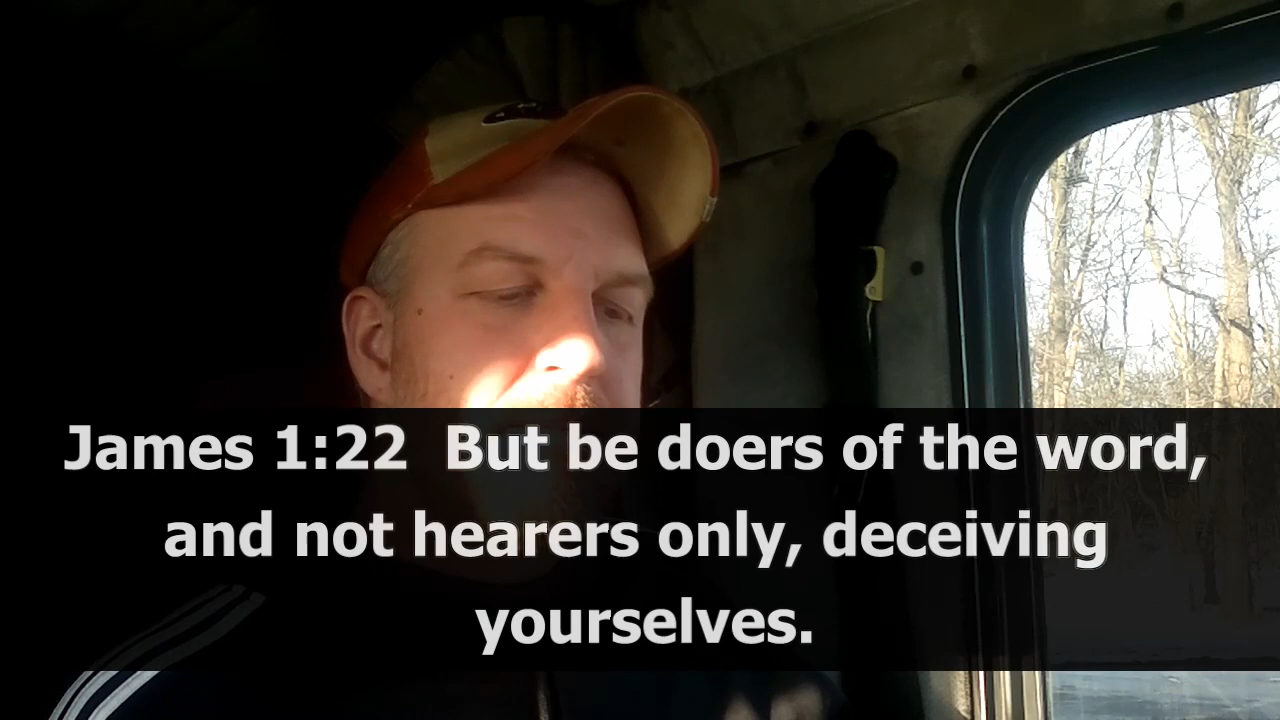 James 1:22  But be doers of the word,
and not hearers only, deceiving
yourselves.